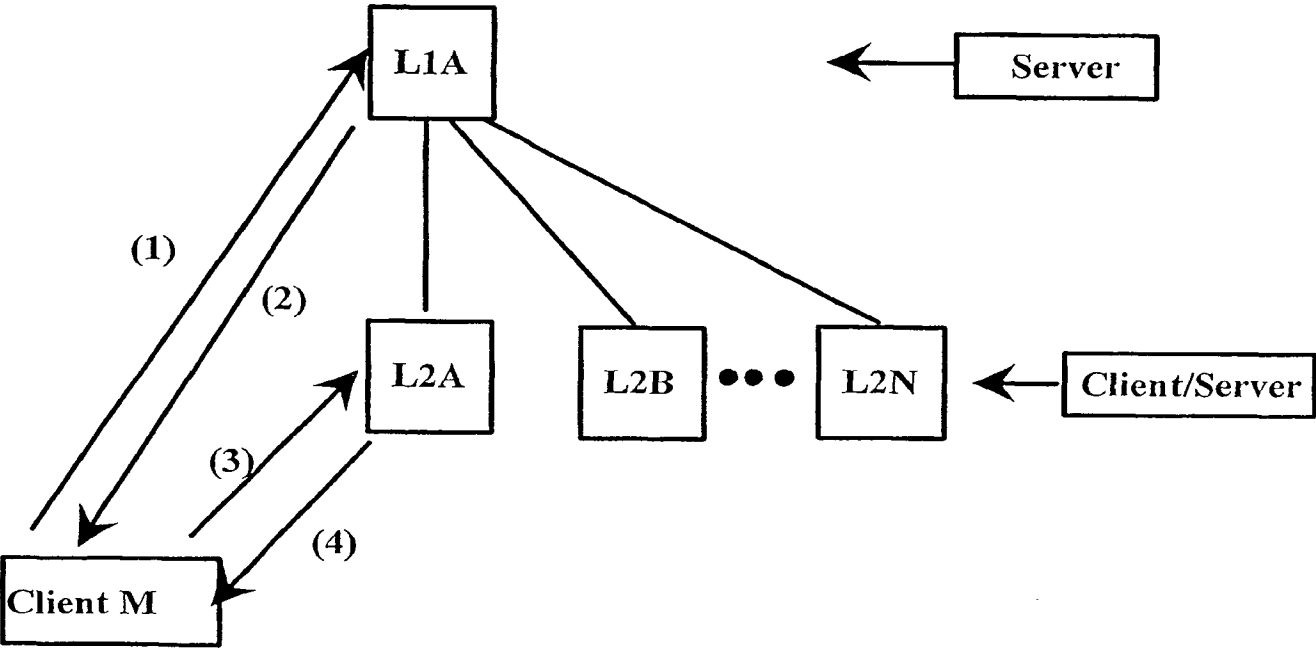 L1A
Server
(1)
(2)
L2A
L2B
L2N
Client/Server
(3)
(4)
Client M